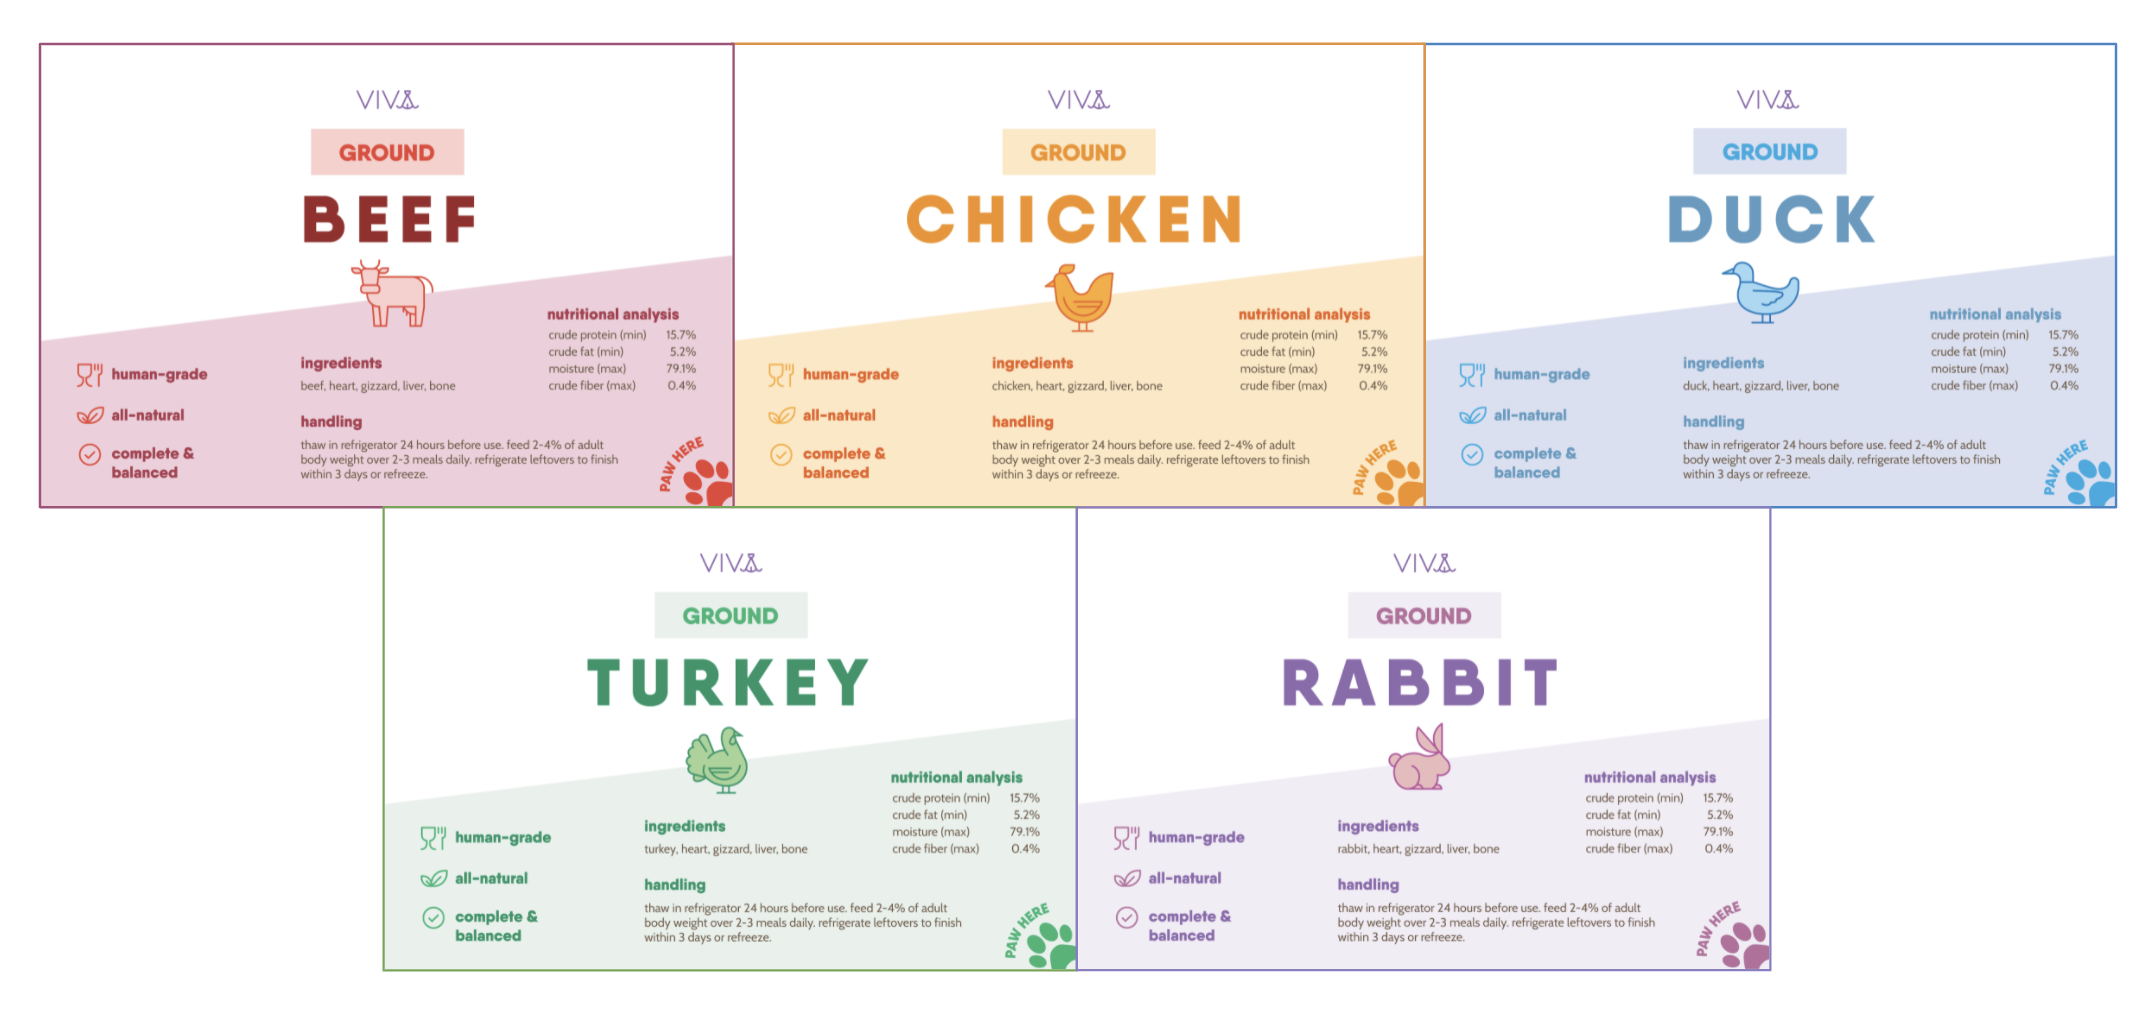 VIVA
GROUND
BEEF
human-grade
all-natural
complete &
balanced
ingredients
beef, heart, gizzard, liver, bone
handling
thaw in refrigerator 24 hours before use. feed 2-4% of adult
body weight over 2-3 meals daily. refrigerate leftovers to finish
within 3 days or refreeze.
nutritional analysis
crude protein (min) 15.7%
crude fat (min) 5.2%
moisture (max) 79.1%
crude fiber (max) 0.4%
PAW HERE
VIVA
GROUND
CHICKEN
human-grade
all-natural
complete &
balanced
ingredients
chicken, heart, gizzard, liver, bone
handling
thaw in refrigerator 24 hours before use. feed 2-4% of adult
body weight over 2-3 meals daily. refrigerate leftovers to finish
within 3 days or refreeze.
nutritional analysis
crude protein (min) 15.7%
crude fat (min) 5.2%
moisture (max) 79.1%
crude fiber (max) 0.4%
PAW HERE
VIVA
GROUND
DUCK
human-grade
all-natural
complete &
balanced
ingredients
duck, heart, gizzard, liver, bone
handling
thaw in refrigerator 24 hours before use. feed 2-4% of adult
body weight over 2-3 meals daily. refrigerate leftovers to finish
within 3 days or refreeze.
nutritional analysis
crude protein (min) 15.7%
crude fat (min) 5.2%
moisture (max) 79.1%
crude fiber (max) 0.4%
PAW HERE
VIVA
GROUND
TURKEY
human-grade
all-natural
complete &
balanced
ingredients
turkey, heart, gizzard, liver, bone
handling
thaw in refrigerator 24 hours before use. feed 2-4% of adult
body weight over 2-3 meals daily. refrigerate leftovers to finish
within 3 days or refreeze.
nutritional analysis
crude protein (min) 15.7%
crude fat (min) 5.2%
moisture (max) 79.1%
crude fiber (max) 0.4%
PAW HERE
VIVA
GROUND
RABBIT
human-grade
all-natural
complete &
balanced
ingredients
rabbit, heart, gizzard, liver, bone
handling
thaw in refrigerator 24 hours before use. feed 2-4% of adult
body weight over 2-3 meals daily. refrigerate leftovers to finish
within 3 days or refreeze.
nutritional analysis
crude protein (min) 15.7%
crude fat (min) 5.2%
moisture (max) 79.1%
crude fiber (max) 0.4%
PAW HERE